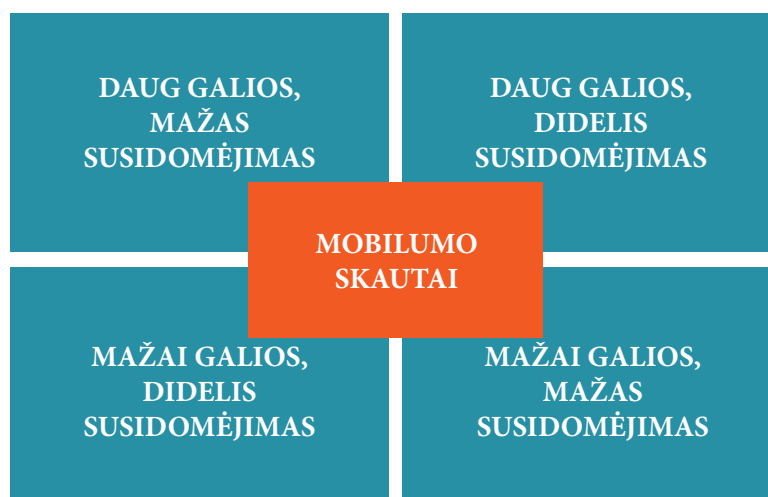 DAUG GALIOS,
MAŽAS
SUSIDOMĖJIMAS
DAUG GALIOS,
DIDELIS
SUSIDOMĖJIMAS
MOBILUMO
SKAUTAI
MAŽAI GALIOS,
DIDELIS
SUSIDOMĖJIMAS
MAŽAI GALIOS,
MAŽAS
SUSIDOMĖJIMAS